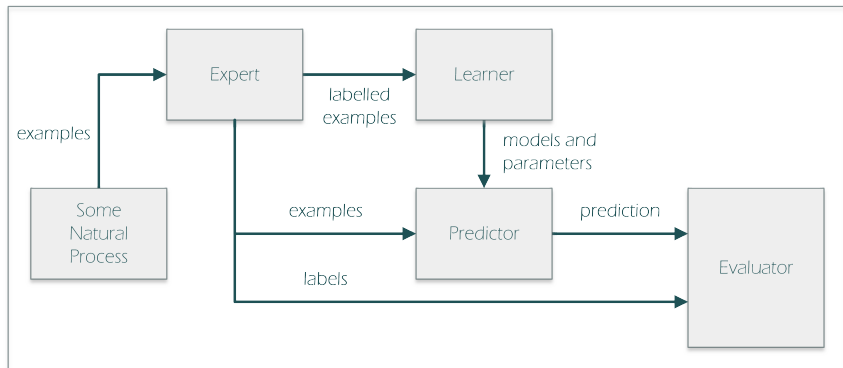 Expert
Learner
labelled
examples
examples
models and
parameters
Some
Natural
Process
examples
Predictor
prediction
Evaluator
labels